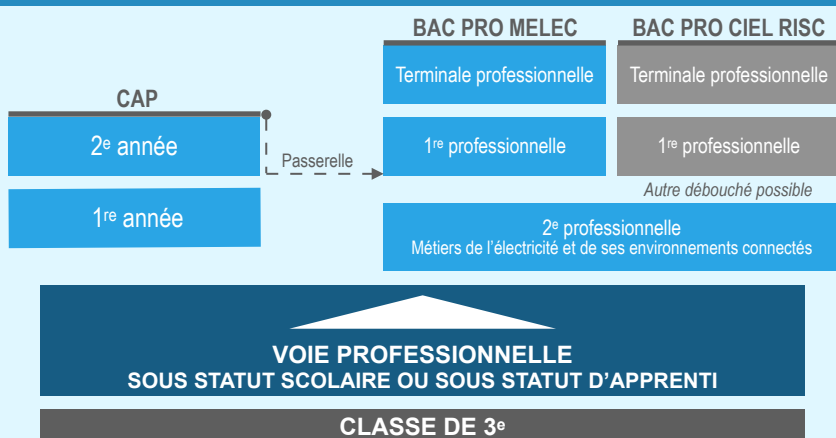 BAC PRO MELEC
BAC PRO CIEL RISC
Terminale professionnelle
Terminale professionnelle
CAP
2e année
Passerelle
1re professionnelle
1re professionnelle
Autre débouché possible
1re année
2e professionnelle
Métiers de l'électricité et de ses environnements connectés
VOIE PROFESSIONNELLE
SOUS STATUT SCOLAIRE OU SOUS STATUT D'APPRENTI
CLASSE DE 3e